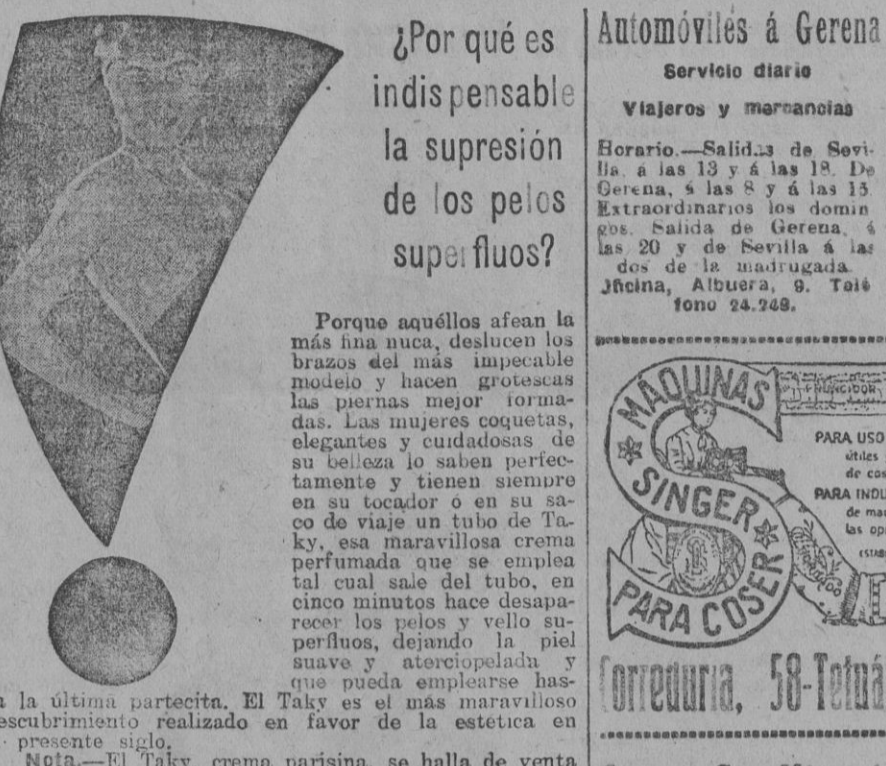 ¿Por qué es
indispensable
la supresión
de los pelos
superfluos?
Porque aquéllos afean la
más fina nuca, deslucen los
brazos del más impecable
modelo y hacen grotescas
las piernas mejor forma-
das. Las mujeres coquetas,
elegantes y cuidadosas de
su belleza lo saben perfec-
tamente y tienen siempre
en su tocador ó en su sa-
co de viaje un tubo de Ta-
ky, esa maravillosa crema
perfumada que se emplea
tal cual sale del tubo, en
cinco minutos hace desapa-
recer los pelos y vello su-
perfluos, dejando la piel
suave y aterciopelada y
que pueda emplearse has-
a la última partecita. El Taky es el más maravilloso
escubrimiento realizado en favor de la estética en
presente siglo.
Nota.—El Taky, crema parisina, se halla de venta
Automóviles á Gerena
Servicio diario
Viajeros y mercancias
Horario.—Salidas de Sevi-
lla, á las 13 y á las 18. De
Gerena, á las 8 y á las 15
Extraordinarios los domin
gos. Salida de Gerena, á
las 20 y de Sevilla á las
dos de la madrugada.
Oficina, Albuera, 9. Telé
fono 24.248.
MAQUINAS
SINGER
PARA COSER
PARA USO
útiles
de cos
PARA INDU
de maq
las op
ESTAB
Correduria, 58-Tetuá